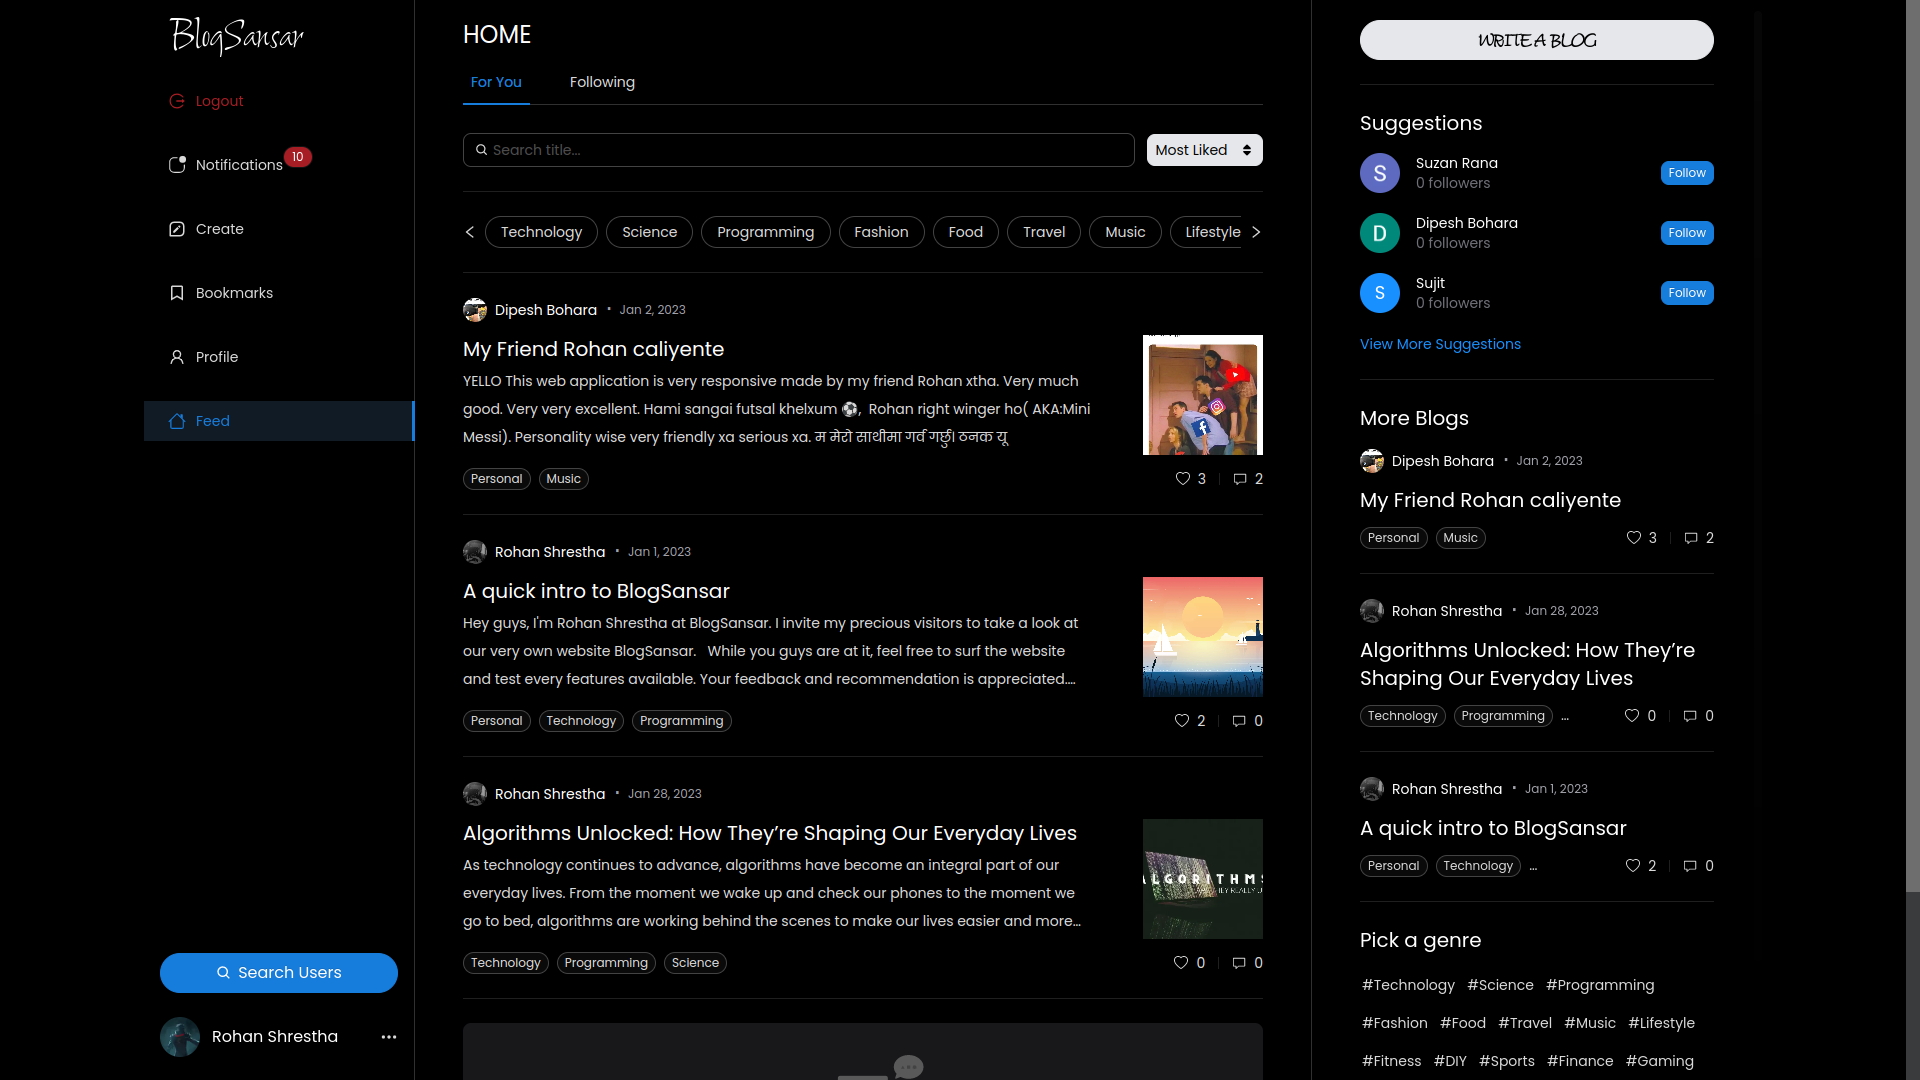 BlogSansar
Logout
Notifications 10
Create
Bookmarks
Profile
Feed
Search Users
Rohan Shrestha
HOME
For You Following
Search title...
Most Liked
Technology Science Programming Fashion Food Travel Music Lifestyle
Dipesh Bohara • Jan 2, 2023
My Friend Rohan caliyente
YELLO This web application is very responsive made by my friend Rohan xtha. Very much
good. Very very excellent. Hami sangai futsal khelxum ⚽, Rohan right winger ho( AKA:Mini
Messi). Personality wise very friendly xa serious xa. म मेरो साथीमा गर्व गर्छु। ठनक यू
Personal Music
3 2
Rohan Shrestha • Jan 1, 2023
A quick intro to BlogSansar
Hey guys, I'm Rohan Shrestha at BlogSansar. I invite my precious visitors to take a look at
our very own website BlogSansar. While you guys are at it, feel free to surf the website
and test every features available. Your feedback and recommendation is appreciated....
Personal Technology Programming
2 0
Rohan Shrestha • Jan 28, 2023
Algorithms Unlocked: How They’re Shaping Our Everyday Lives
As technology continues to advance, algorithms have become an integral part of our
everyday lives. From the moment we wake up and check our phones to the moment we
go to bed, algorithms are working behind the scenes to make our lives easier and more...
ALGORITHMS
Technology Programming Science
0 0
WRITE A BLOG
Suggestions
S
Suzan Rana
0 followers
Follow
D
Dipesh Bohara
0 followers
Follow
S
Sujit
0 followers
Follow
View More Suggestions
More Blogs
Dipesh Bohara • Jan 2, 2023
My Friend Rohan caliyente
Personal Music
3 2
Rohan Shrestha • Jan 28, 2023
Algorithms Unlocked: How They’re
Shaping Our Everyday Lives
Technology Programming ...
0 0
Rohan Shrestha • Jan 1, 2023
A quick intro to BlogSansar
Personal Technology ...
2 0
Pick a genre
#Technology #Science #Programming
#Fashion #Food #Travel #Music #Lifestyle
#Fitness #DIY #Sports #Finance #Gaming